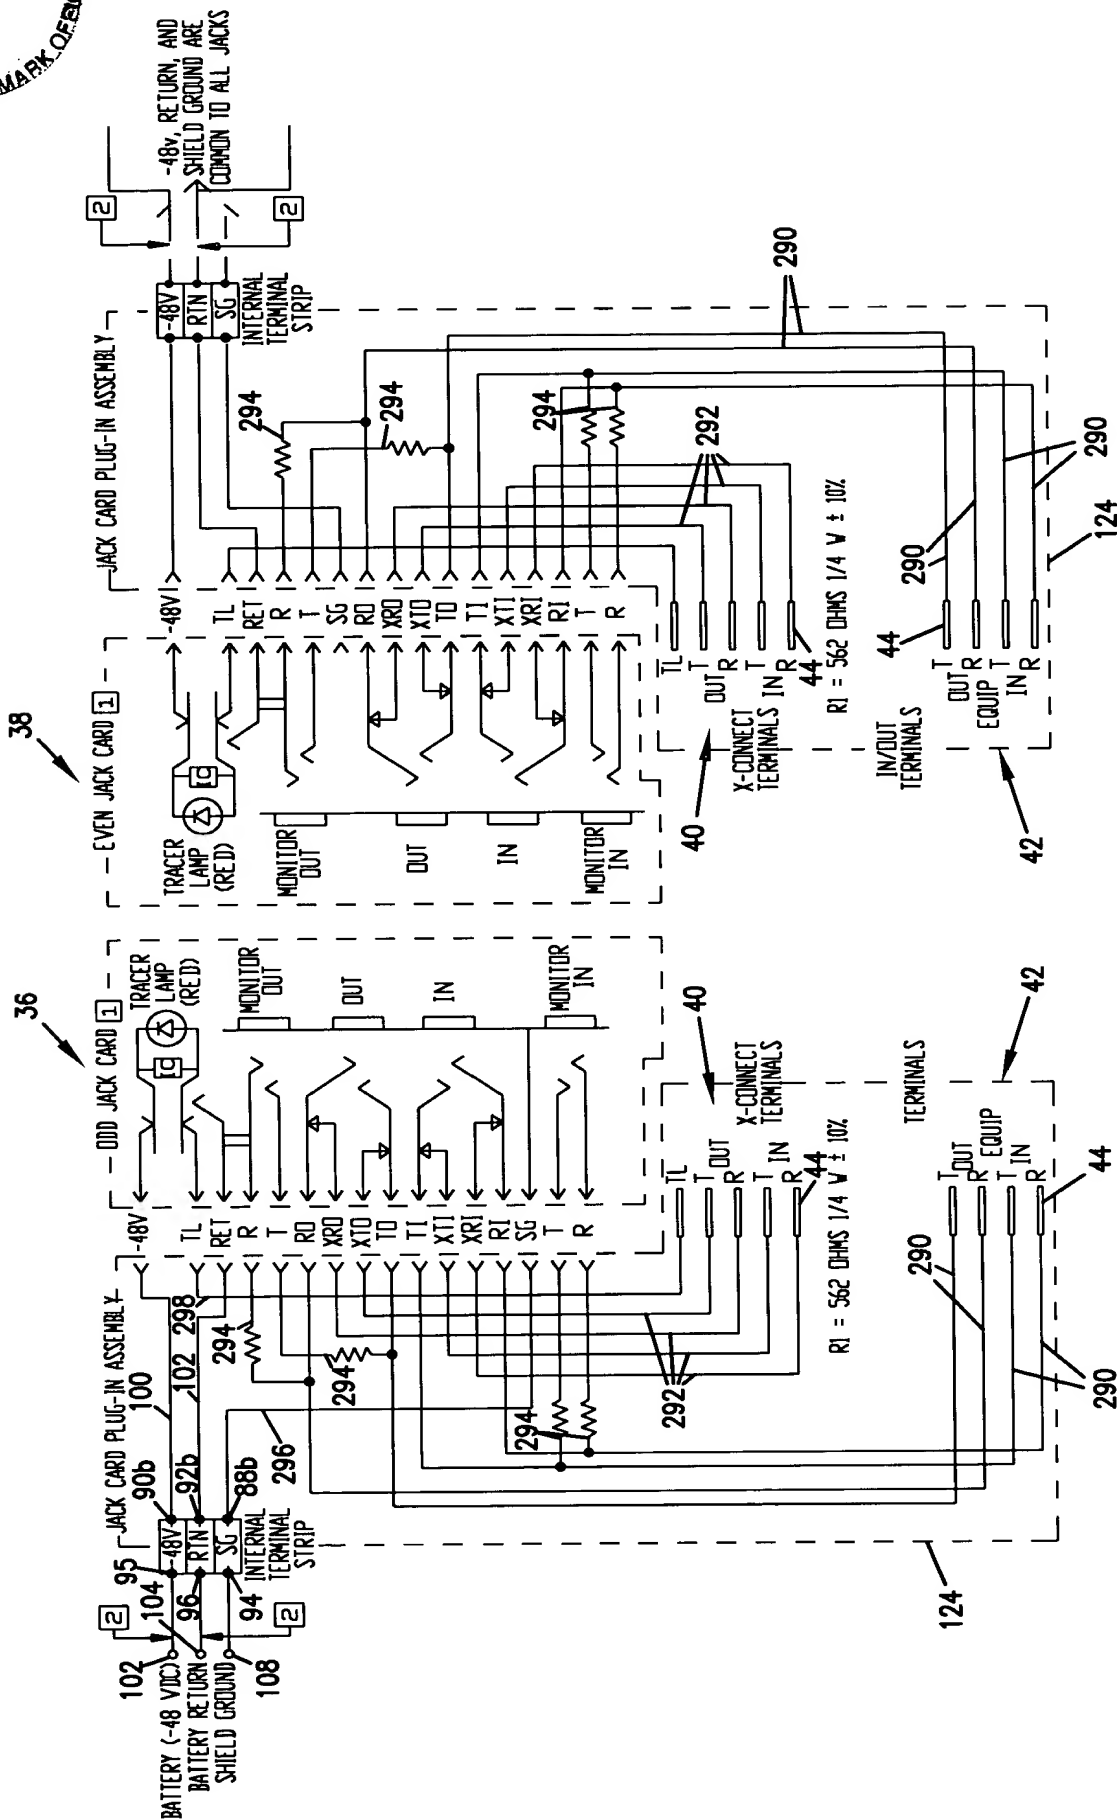 MARK OFFI
-48v, RETURN, AND
SHIELD GROUND ARE
COMMON TO ALL JACKS
2
2
-48V
RTN
SG
INTERNAL
TERMINAL
STRIP
JACK CARD PLUG-IN ASSEMBLY
294
294
294
292
290
290
290
290
124
-48V
TL
RET
R
T
SG
RO
XRO
XTO
TO
TI
XTI
XRI
RI
T
R
38
EVEN JACK CARD 1
TRACER
LAMP
(RED)
IC
MONITOR
OUT
OUT
IN
MONITOR
IN
TL
T
OUT
R
T
IN
R
44
X-CONNECT
TERMINALS
40
R1 = 562 OHMS 1/4 W ± 10%
44
T
OUT
R
EQUIP
T
IN
R
IN/OUT
TERMINALS
42
36
ODD JACK CARD 1
TRACER
LAMP
(RED)
IC
MONITOR
OUT
OUT
IN
MONITOR
IN
-48V
TL
RET
R
T
RO
XRO
XTO
TO
TI
XTI
XRI
RI
SG
T
R
40
X-CONNECT
TERMINALS
TL
T
OUT
R
T
IN
R
44
R1 = 562 OHMS 1/4 W ± 10%
TERMINALS
42
T
OUT
R
EQUIP
T
IN
R
44
290
290
292
JACK CARD PLUG-IN ASSEMBLY
298
294
294
294
100
102
296
90b
92b
88b
-48V
RTN
SG
INTERNAL
TERMINAL
STRIP
95
96
94
104
2
2
102
108
BATTERY (-48 VDC)
BATTERY RETURN
SHIELD GROUND
124